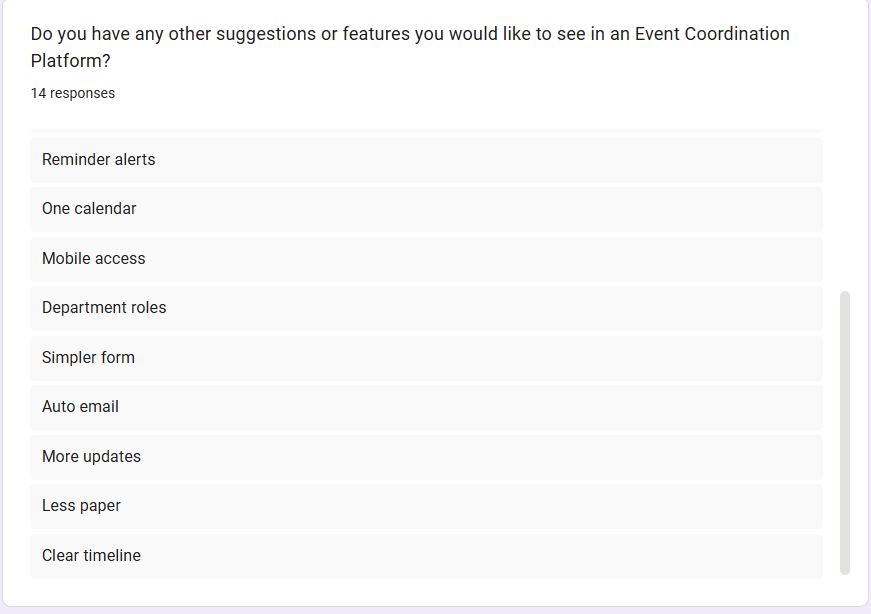 Do you have any other suggestions or features you would like to see in an Event Coordination
Platform?
14 responses
Reminder alerts
One calendar
Mobile access
Department roles
Simpler form
Auto email
More updates
Less paper
Clear timeline